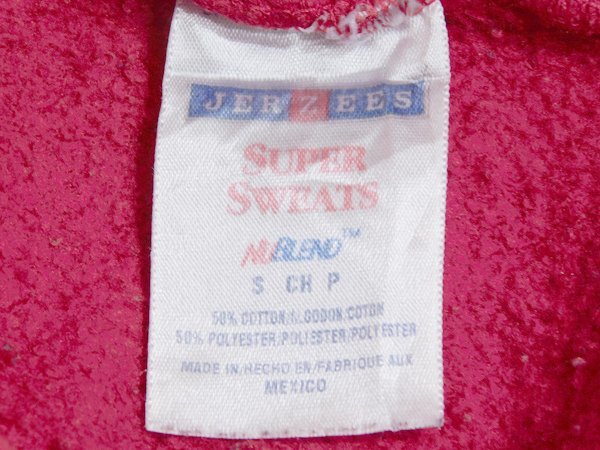 JERZEES
SUPER
SWEATS
NUBLEND™
S CH P
50% COTTON/ALGODON/COTON
50% POLYESTER/POLIESTER/POLYESTER
MADE IN/HECHO EN/FABRIQUE AUX
MEXICO